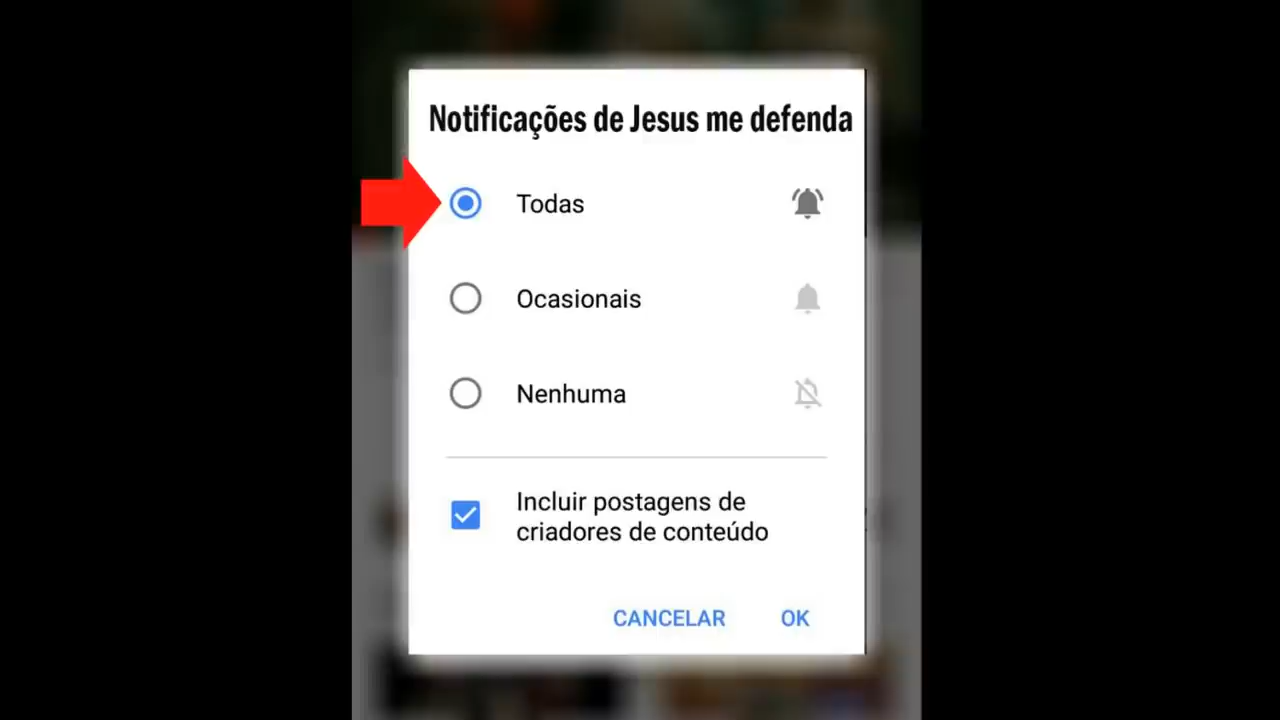 Notificações de Jesus me defenda
Todas
Ocasionais
Nenhuma
Incluir postagens de
criadores de conteúdo
CANCELAR OK